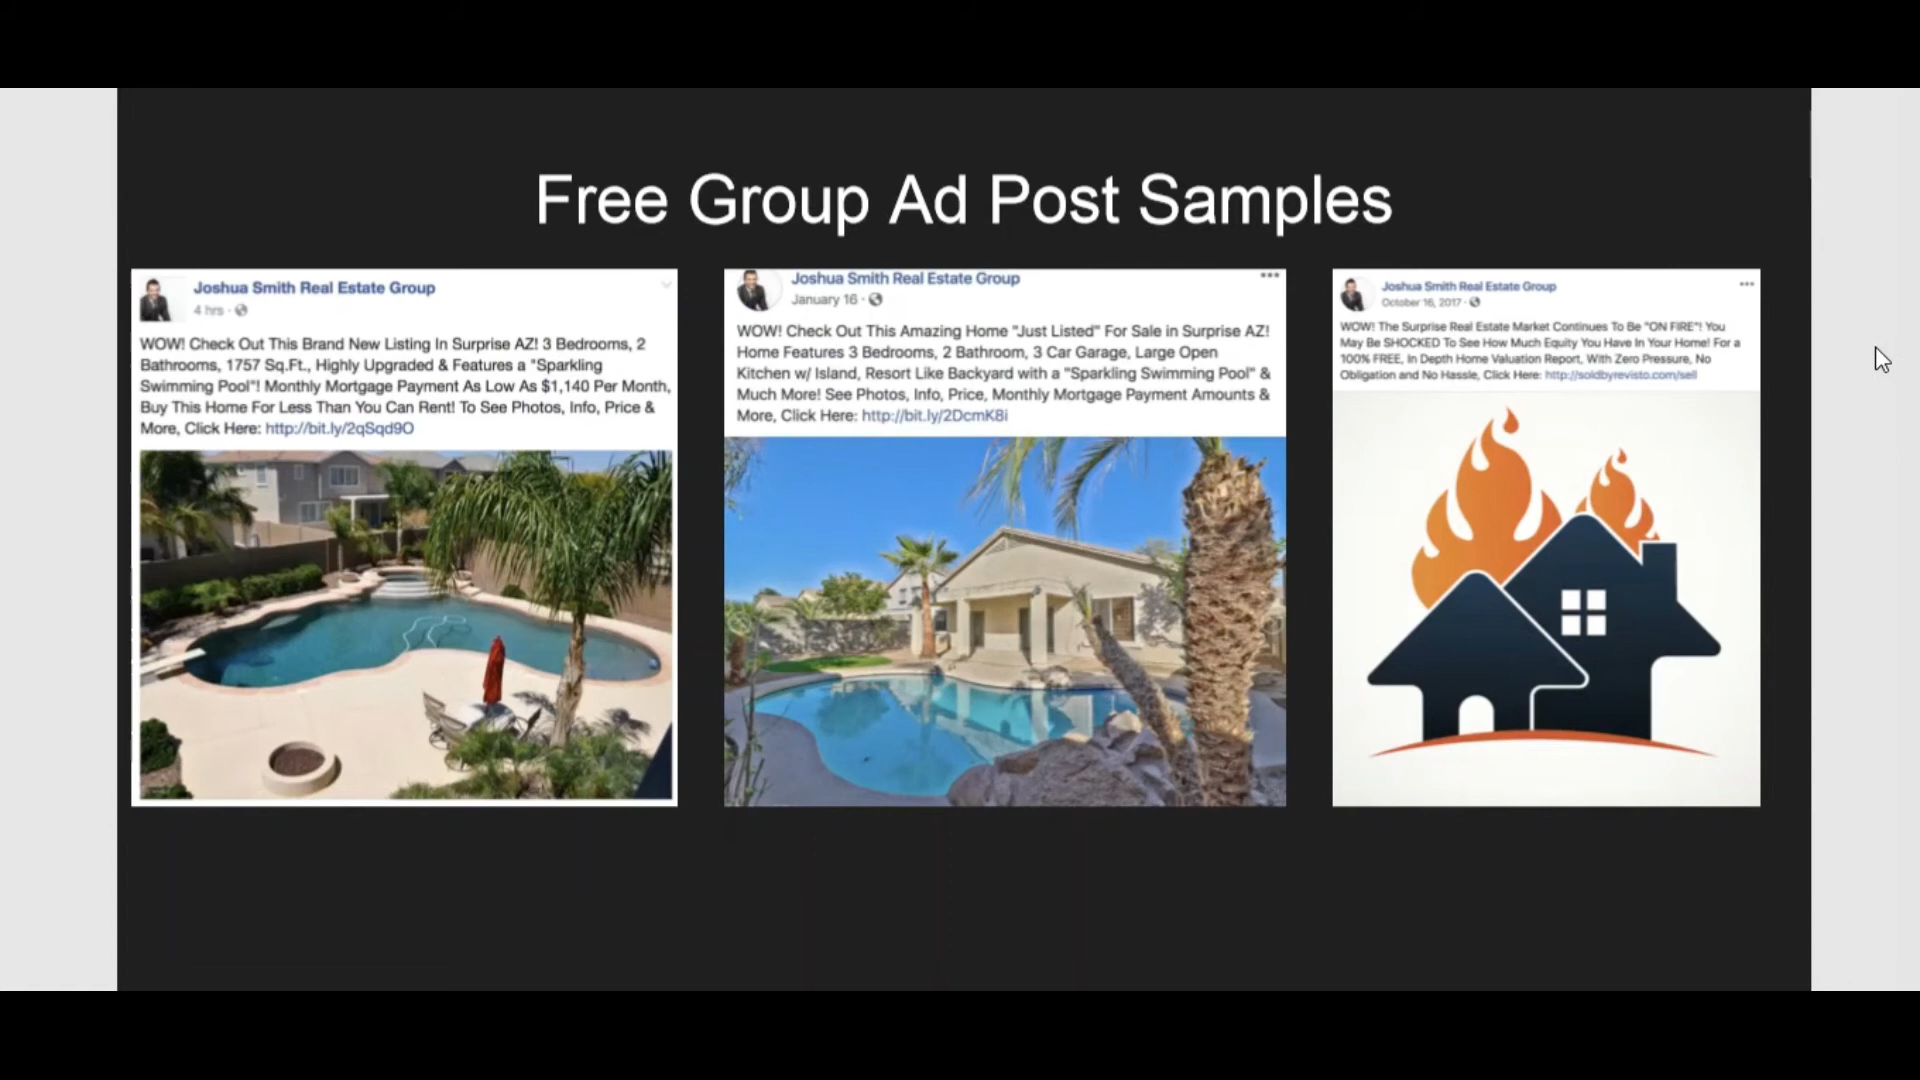 Free Group Ad Post Samples
Joshua Smith Real Estate Group
4 hrs ·
WOW! Check Out This Brand New Listing In Surprise AZ! 3 Bedrooms, 2
Bathrooms, 1757 Sq.Ft., Highly Upgraded & Features a "Sparkling
Swimming Pool"! Monthly Mortgage Payment As Low As $1,140 Per Month,
Buy This Home For Less Than You Can Rent! To See Photos, Info, Price &
More, Click Here: http://bit.ly/2qSqd9O
Joshua Smith Real Estate Group
January 16 ·
WOW! Check Out This Amazing Home "Just Listed" For Sale in Surprise AZ!
Home Features 3 Bedrooms, 2 Bathroom, 3 Car Garage, Large Open
Kitchen w/ Island, Resort Like Backyard with a "Sparkling Swimming Pool" &
Much More! See Photos, Info, Price, Monthly Mortgage Payment Amounts &
More, Click Here: http://bit.ly/2DcmK8i
Joshua Smith Real Estate Group
October 16, 2017 ·
WOW! The Surprise Real Estate Market Continues To Be "ON FIRE"! You
May Be SHOCKED To See How Much Equity You Have In Your Home! For a
100% FREE, In Depth Home Valuation Report, With Zero Pressure, No
Obligation and No Hassle, Click Here: http://soldbyrevisto.com/sell